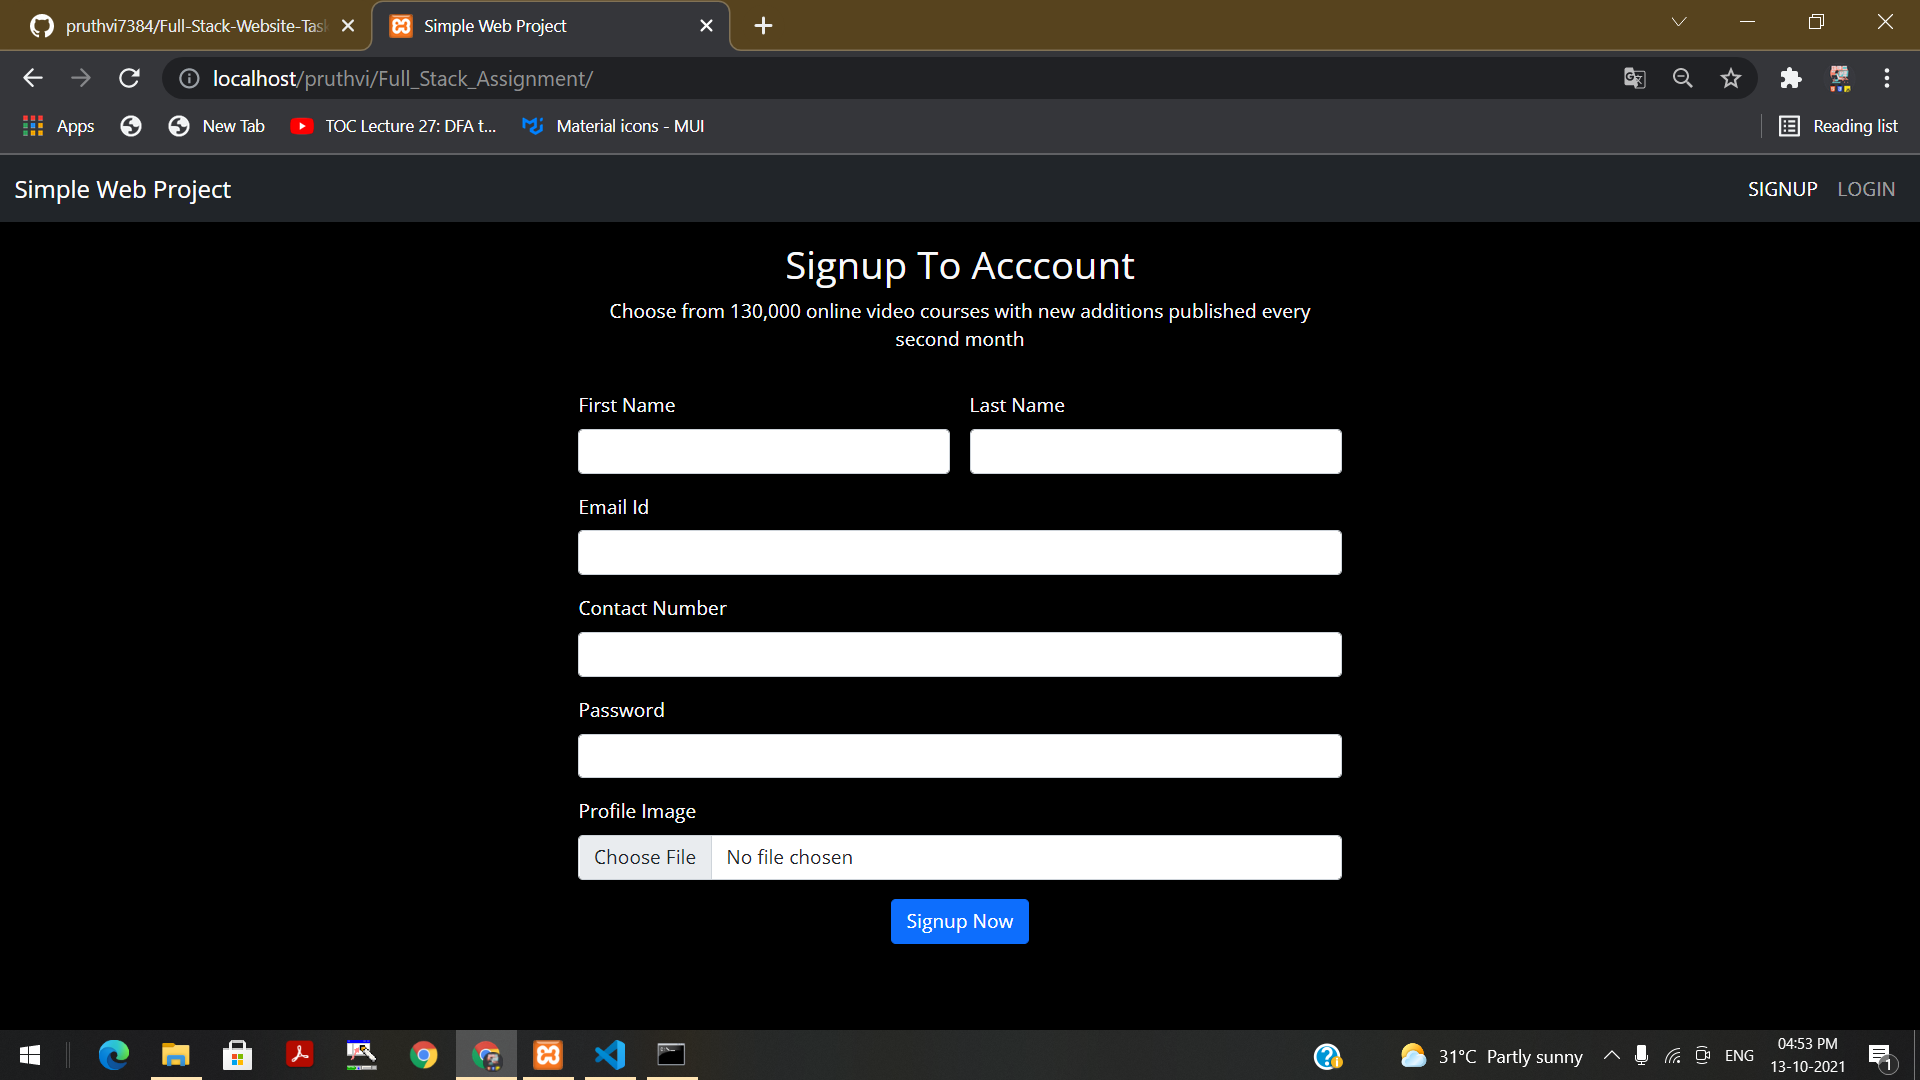 pruthvi7384/Full-Stack-Website-Tas
Simple Web Project
localhost/pruthvi/Full_Stack_Assignment/
Apps
New Tab
TOC Lecture 27: DFA t...
Material icons - MUI
Reading list
Simple Web Project
SIGNUP
LOGIN
Signup To Acccount
Choose from 130,000 online video courses with new additions published every
second month
First Name
Last Name
Email Id
Contact Number
Password
Profile Image
Choose File
No file chosen
Signup Now
31°C Partly sunny
ENG
04:53 PM
13-10-2021
1